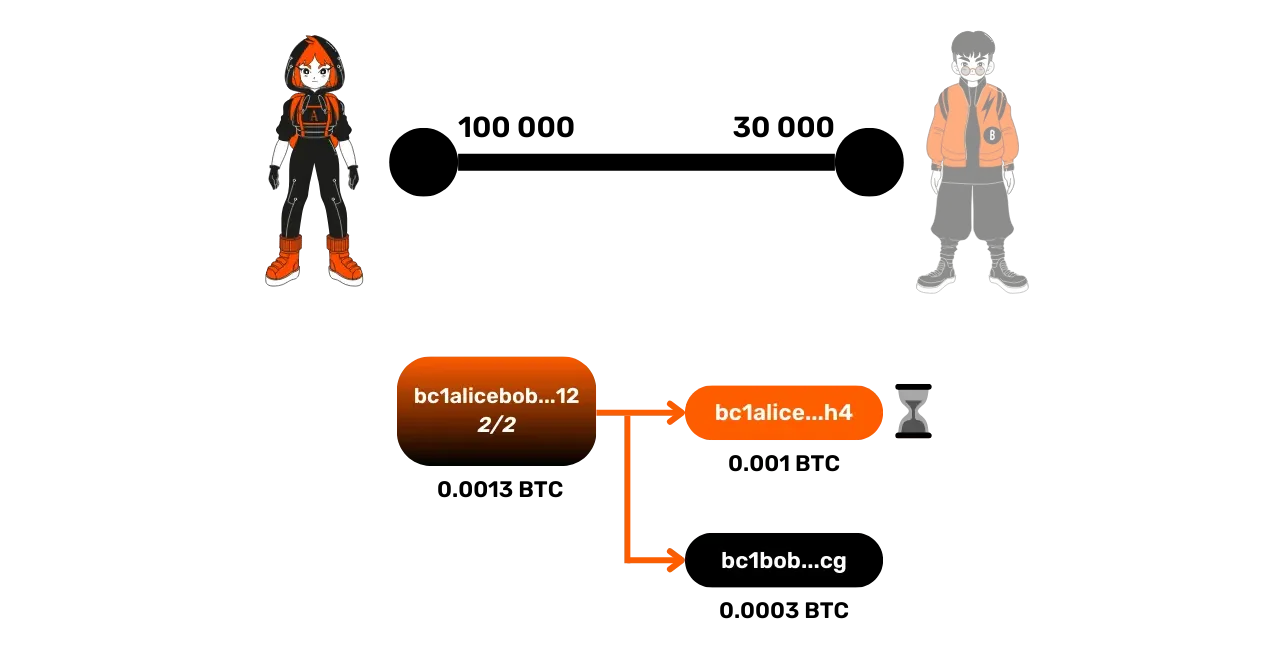 100 000
30 000
A
B
bc1alicebob...12
2/2
0.0013 BTC
bc1alice...h4
0.001 BTC
bc1bob...cg
0.0003 BTC